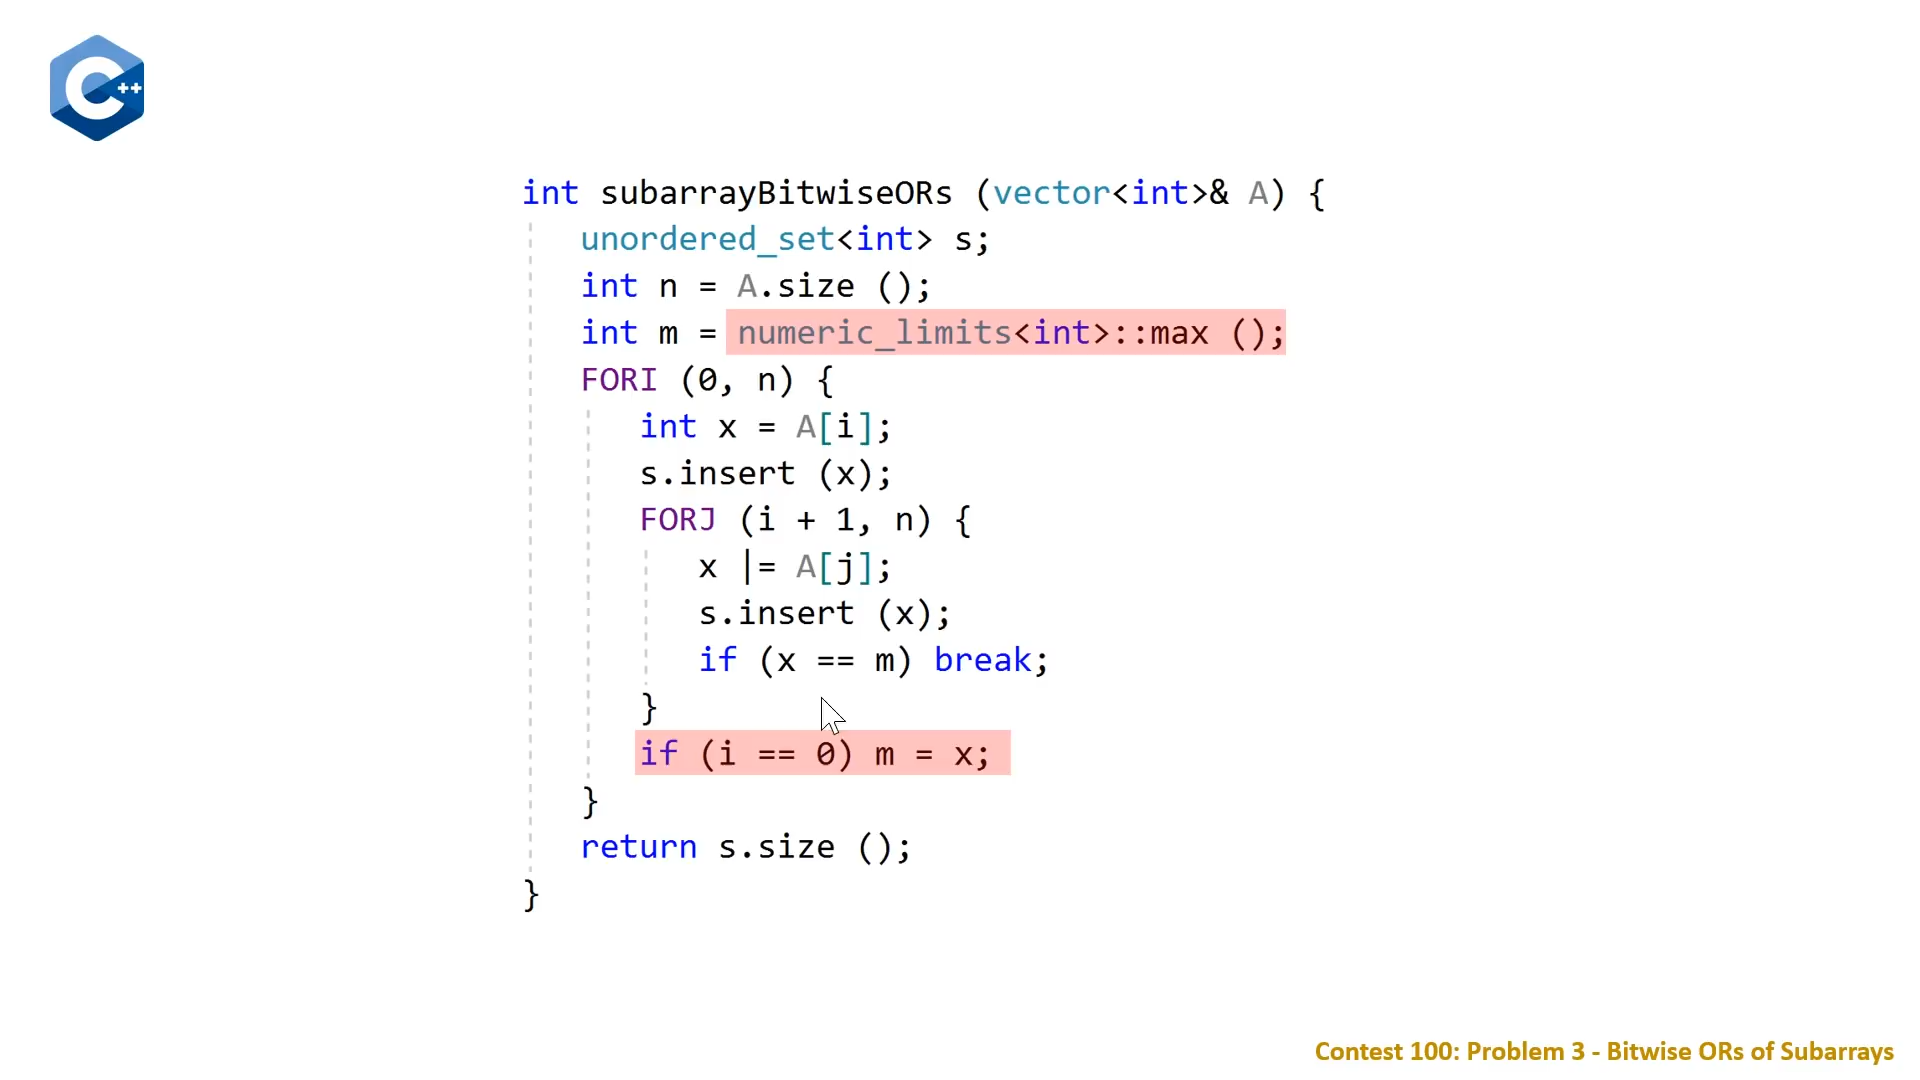 C++
int subarrayBitwiseORs (vector<int>& A) {
unordered_set<int> s;
int n = A.size ();
int m = numeric_limits<int>::max ();
FORI (0, n) {
int x = A[i];
s.insert (x);
FORJ (i + 1, n) {
x |= A[j];
s.insert (x);
if (x == m) break;
}
if (i == 0) m = x;
}
return s.size ();
}
Contest 100: Problem 3 - Bitwise ORs of Subarrays